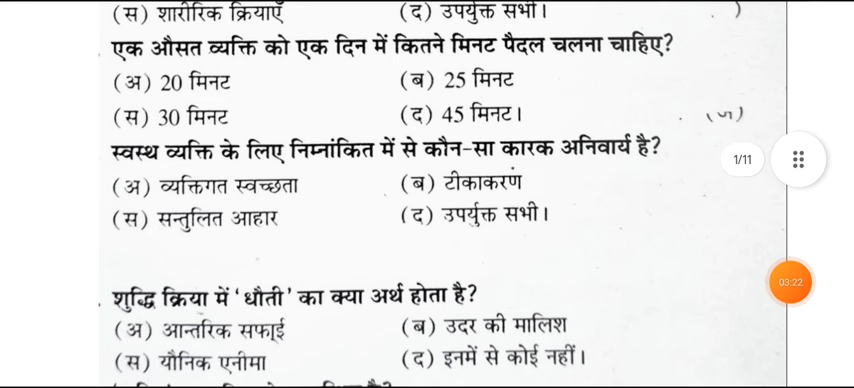 (स) शारीरिक क्रियाएँ (द) उपर्युक्त सभी।
एक औसत व्यक्ति को एक दिन में कितने मिनट पैदल चलना चाहिए?
(अ) 20 मिनट (ब) 25 मिनट
(स) 30 मिनट (द) 45 मिनट।
स्वस्थ व्यक्ति के लिए निम्नांकित में से कौन-सा कारक अनिवार्य है?
1/11
(अ) व्यक्तिगत स्वच्छता (ब) टीकाकरण
(स) सन्तुलित आहार (द) उपर्युक्त सभी।
03:22
शुद्धि क्रिया में ‘धौती’ का क्या अर्थ होता है?
(अ) आन्तरिक सफाई (ब) उदर की मालिश
(स) यौनिक एनीमा (द) इनमें से कोई नहीं।